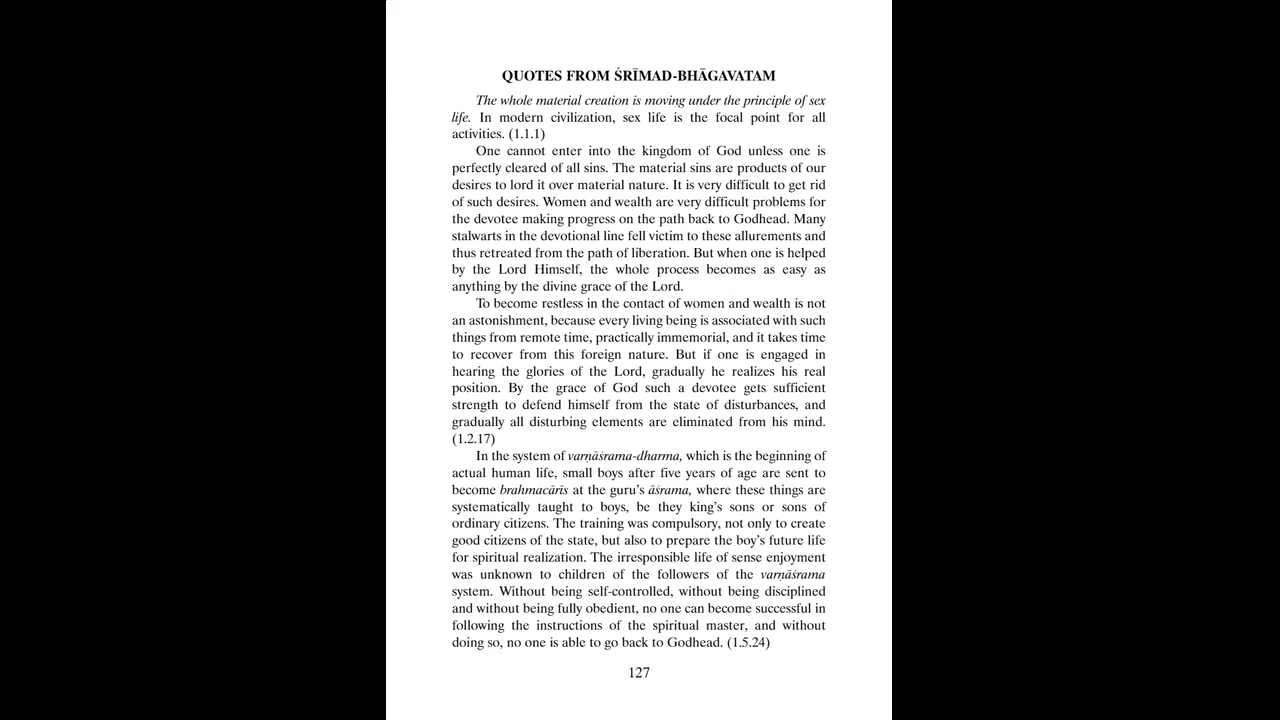 QUOTES FROM ŚRĪMAD-BHĀGAVATAM
The whole material creation is moving under the principle of sex
life. In modern civilization, sex life is the focal point for all
activities. (1.1.1)
One cannot enter into the kingdom of God unless one is
perfectly cleared of all sins. The material sins are products of our
desires to lord it over material nature. It is very difficult to get rid
of such desires. Women and wealth are very difficult problems for
the devotee making progress on the path back to Godhead. Many
stalwarts in the devotional line fell victim to these allurements and
thus retreated from the path of liberation. But when one is helped
by the Lord Himself, the whole process becomes as easy as
anything by the divine grace of the Lord.
To become restless in the contact of women and wealth is not
an astonishment, because every living being is associated with such
things from remote time, practically immemorial, and it takes time
to recover from this foreign nature. But if one is engaged in
hearing the glories of the Lord, gradually he realizes his real
position. By the grace of God such a devotee gets sufficient
strength to defend himself from the state of disturbances, and
gradually all disturbing elements are eliminated from his mind.
(1.2.17)
In the system of varṇāśrama-dharma, which is the beginning of
actual human life, small boys after five years of age are sent to
become brahmacārīs at the guru's āśrama, where these things are
systematically taught to boys, be they king's sons or sons of
ordinary citizens. The training was compulsory, not only to create
good citizens of the state, but also to prepare the boy's future life
for spiritual realization. The irresponsible life of sense enjoyment
was unknown to children of the followers of the varṇāśrama
system. Without being self-controlled, without being disciplined
and without being fully obedient, no one can become successful in
following the instructions of the spiritual master, and without
doing so, no one is able to go back to Godhead. (1.5.24)
127